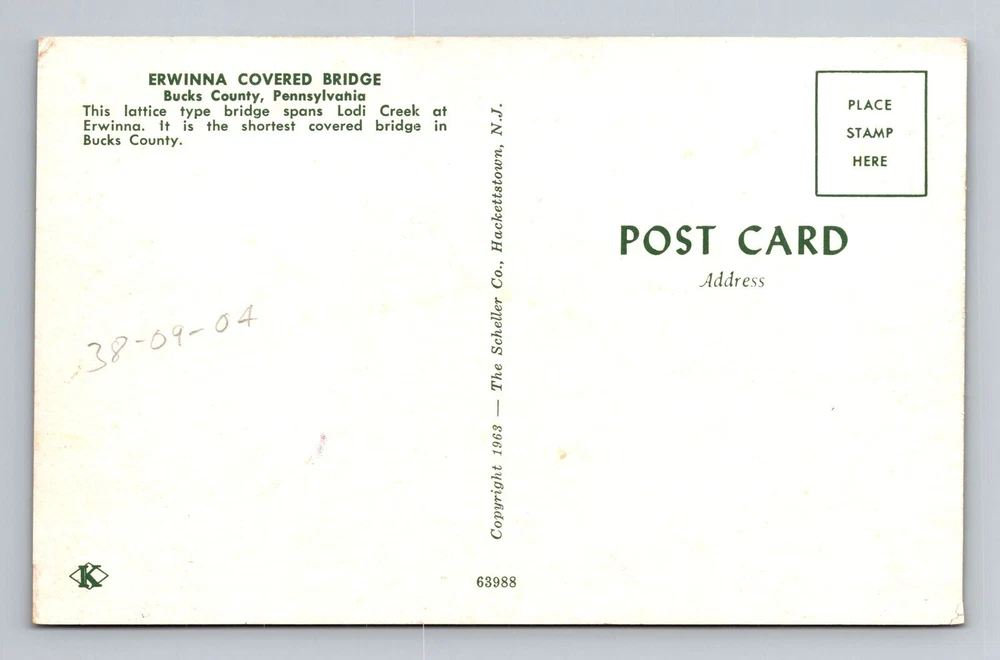 ERWINNA COVERED BRIDGE
Bucks County, Pennsylvania
This lattice type bridge spans Lodi Creek at
Erwinna. It is the shortest covered bridge in
Bucks County.
38-09-04
K
Copyright 1963 — The Scheller Co., Hackettstown, N.J.
63988
PLACE
STAMP
HERE
POST CARD
Address